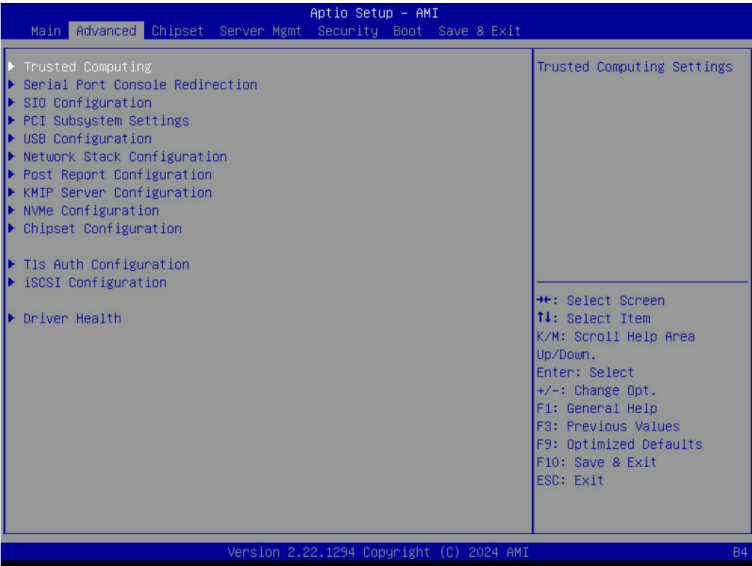 Aptio Setup - AMI
Main Advanced Chipset Server Mgmt Security Boot Save & Exit
Trusted Computing
Serial Port Console Redirection
SIO Configuration
PCI Subsystem Settings
USB Configuration
Network Stack Configuration
Post Report Configuration
KMIP Server Configuration
NVMe Configuration
Chipset Configuration
Tls Auth Configuration
iSCSI Configuration
Driver Health
Trusted Computing Settings
→←: Select Screen
↑↓: Select Item
K/M: Scroll Help Area
Up/Down.
Enter: Select
+/-: Change Opt.
F1: General Help
F3: Previous Values
F9: Optimized Defaults
F10: Save & Exit
ESC: Exit
Version 2.22.1294 Copyright (C) 2024 AMI
B4